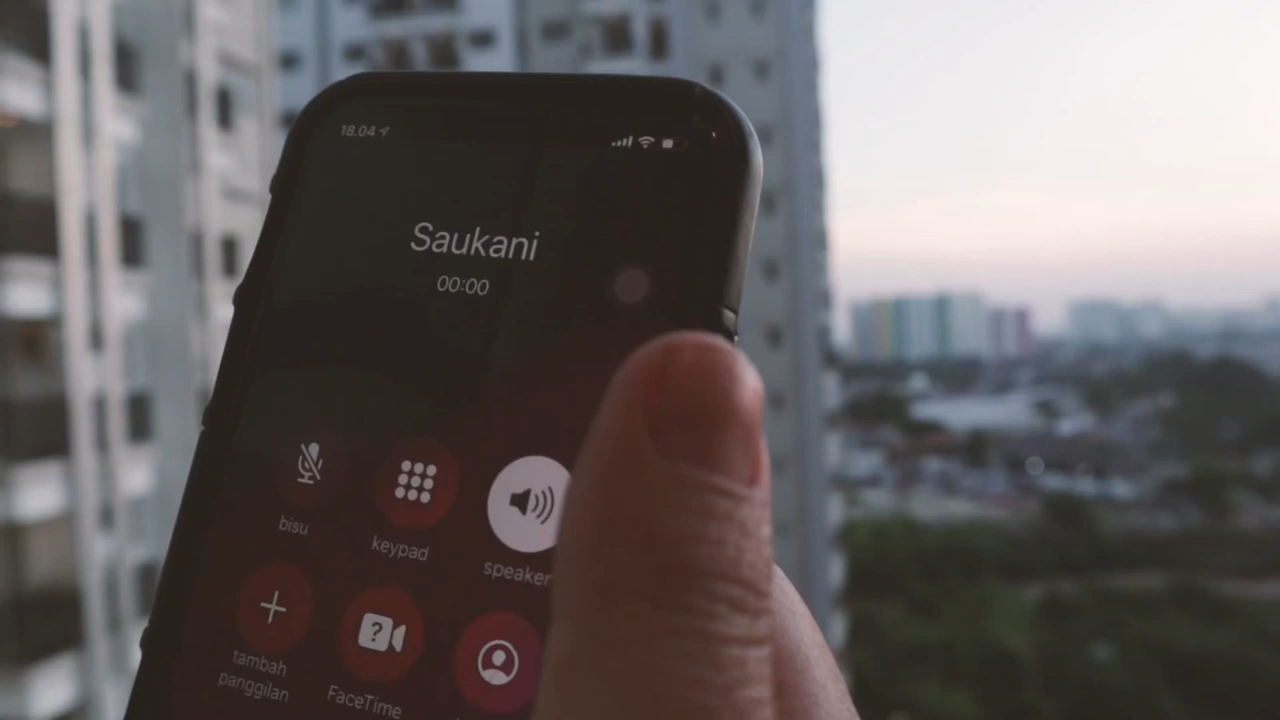 18.04
Saukani
00:00
bisu
keypad
speaker
tambah
panggilan
FaceTime